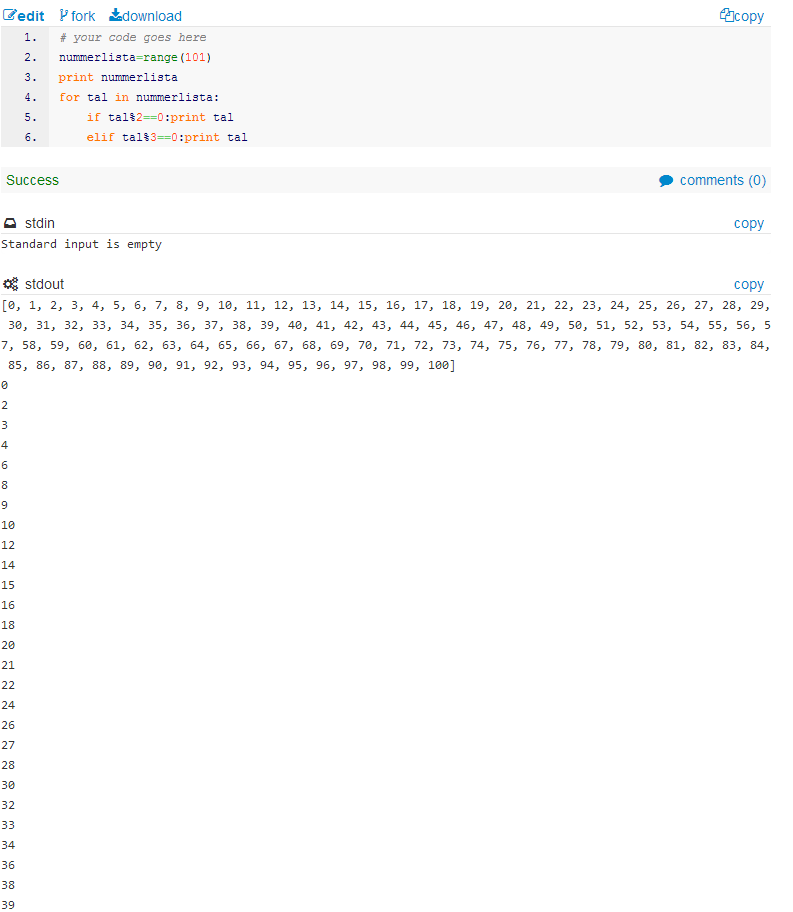 edit fork download copy
1. # your code goes here
2. nummerlista=range(101)
3. print nummerlista
4. for tal in nummerlista:
5.     if tal%2==0:print tal
6.     elif tal%3==0:print tal
Success comments (0)
stdin copy
Standard input is empty
stdout copy
[0, 1, 2, 3, 4, 5, 6, 7, 8, 9, 10, 11, 12, 13, 14, 15, 16, 17, 18, 19, 20, 21, 22, 23, 24, 25, 26, 27, 28, 29,
30, 31, 32, 33, 34, 35, 36, 37, 38, 39, 40, 41, 42, 43, 44, 45, 46, 47, 48, 49, 50, 51, 52, 53, 54, 55, 56, 5
7, 58, 59, 60, 61, 62, 63, 64, 65, 66, 67, 68, 69, 70, 71, 72, 73, 74, 75, 76, 77, 78, 79, 80, 81, 82, 83, 84,
85, 86, 87, 88, 89, 90, 91, 92, 93, 94, 95, 96, 97, 98, 99, 100]
0
2
3
4
6
8
9
10
12
14
15
16
18
20
21
22
24
26
27
28
30
32
33
34
36
38
39